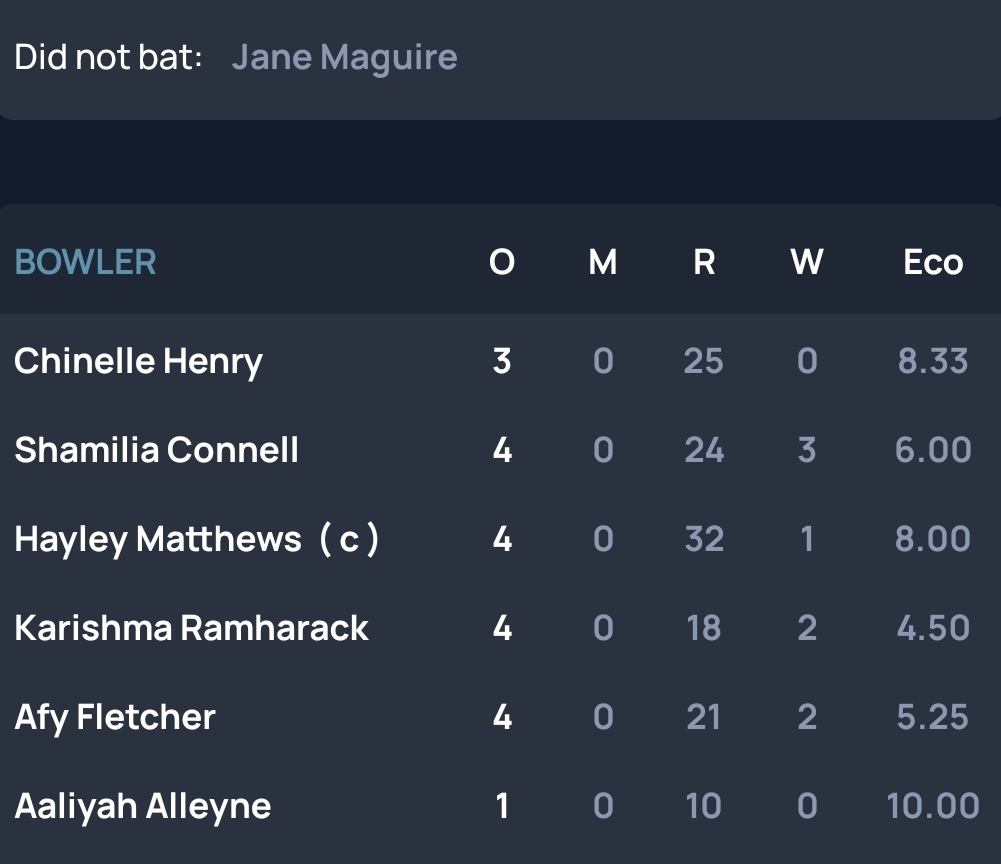 Did not bat: Jane Maguire
BOWLER O M R W Eco
Chinelle Henry 3 0 25 0 8.33
Shamilia Connell 4 0 24 3 6.00
Hayley Matthews ( c ) 4 0 32 1 8.00
Karishma Ramharack 4 0 18 2 4.50
Afy Fletcher 4 0 21 2 5.25
Aaliyah Alleyne 1 0 10 0 10.00